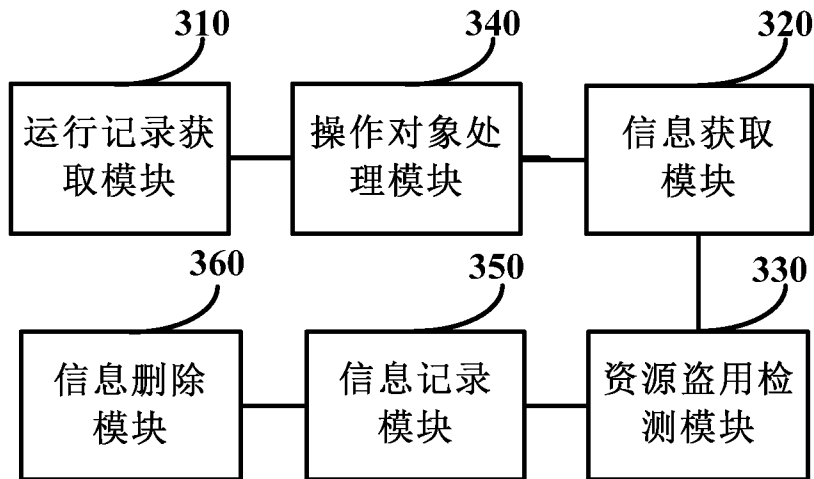 310
340
320
运行记录获
取模块
操作对象处
理模块
信息获取
模块
360
350
330
信息删除
模块
信息记录
模块
资源盗用检
测模块